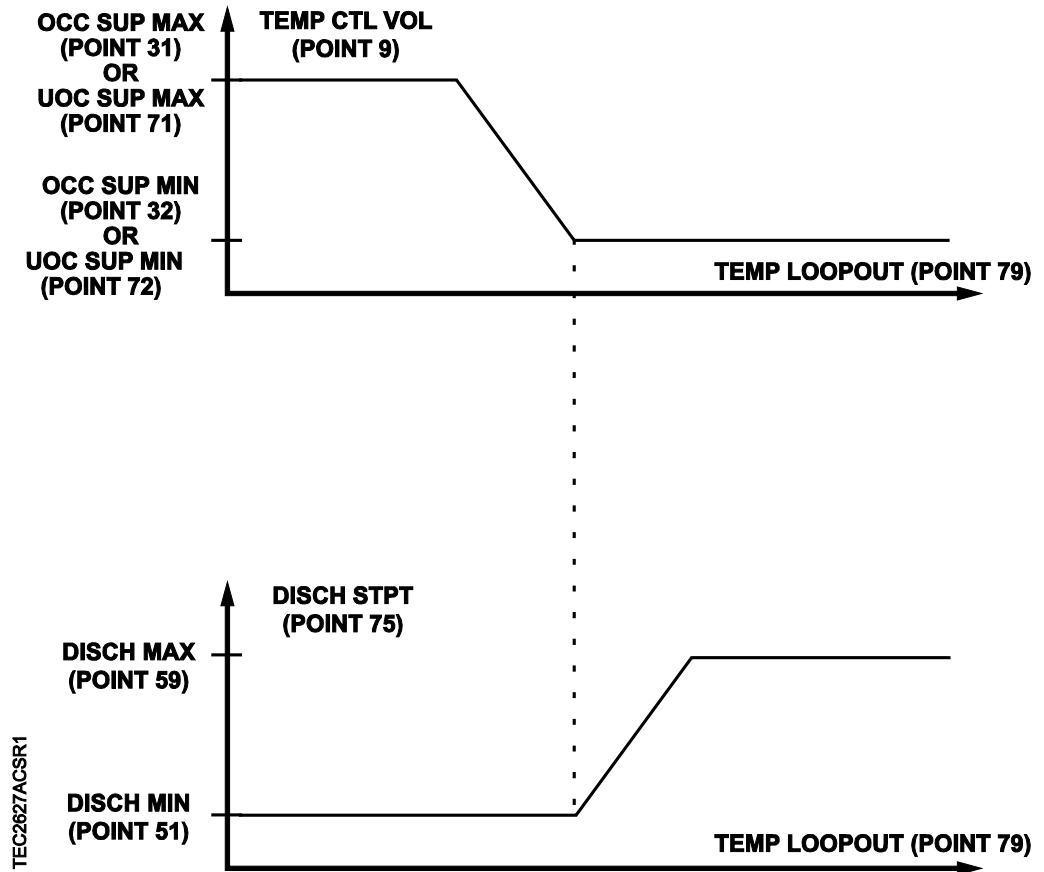 OCC SUP MAX
(POINT 31)
OR
UOC SUP MAX
(POINT 71)
TEMP CTL VOL
(POINT 9)
OCC SUP MIN
(POINT 32)
OR
UOC SUP MIN
(POINT 72)
TEMP LOOPOUT (POINT 79)
DISCH STPT
(POINT 75)
DISCH MAX
(POINT 59)
DISCH MIN
(POINT 51)
TEMP LOOPOUT (POINT 79)
TEC2627ACSR1